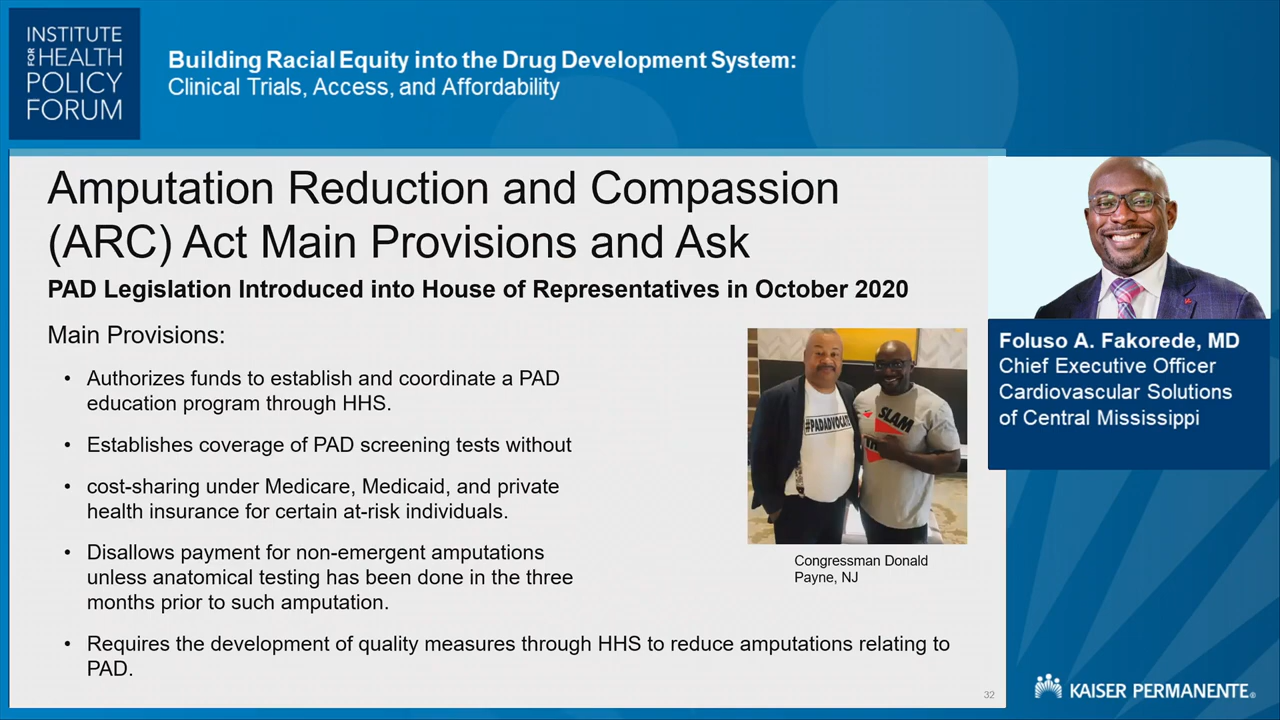 INSTITUTE
FOR HEALTH
POLICY
FORUM
Building Racial Equity into the Drug Development System:
Clinical Trials, Access, and Affordability
Amputation Reduction and Compassion
(ARC) Act Main Provisions and Ask
PAD Legislation Introduced into House of Representatives in October 2020
Main Provisions:
• Authorizes funds to establish and coordinate a PAD
education program through HHS.
• Establishes coverage of PAD screening tests without
• cost-sharing under Medicare, Medicaid, and private
health insurance for certain at-risk individuals.
• Disallows payment for non-emergent amputations
unless anatomical testing has been done in the three
months prior to such amputation.
• Requires the development of quality measures through HHS to reduce amputations relating to
PAD.
#PADADVOCATE
SLAM
Congressman Donald
Payne, NJ
32
Foluso A. Fakorede, MD
Chief Executive Officer
Cardiovascular Solutions
of Central Mississippi
KAISER PERMANENTE®